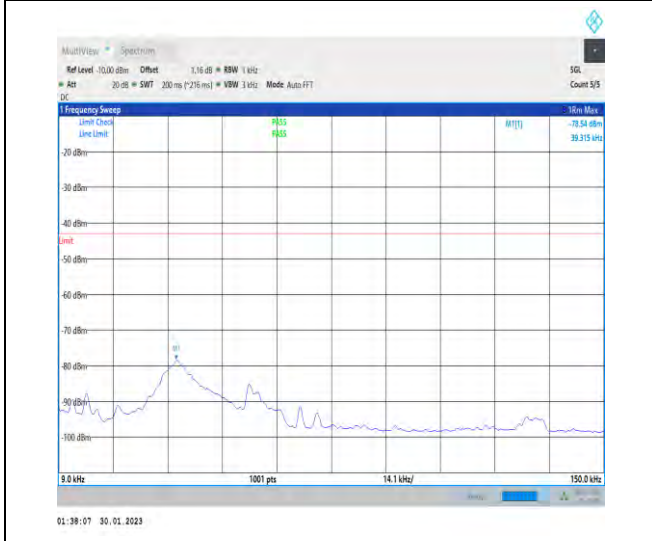 MultiView Spectrum
Ref Level -10.00 dBm Offset 1.16 dB RBW 1 kHz SGL
Att 20 dB SWT 200 ms (~216 ms) VBW 3 kHz Mode Auto FFT Count 5/5
DC
1 Frequency Sweep 1Rm Max
Limit Check PASS M1[1] -78.54 dBm
Line Limit PASS 39.315 kHz
-20 dBm
-30 dBm
-40 dBm
Limit
-50 dBm
-60 dBm
-70 dBm
M1
-80 dBm
-90 dBm
-100 dBm
9.0 kHz 1001 pts 14.1 kHz/ 150.0 kHz
01:38:07 30.01.2023